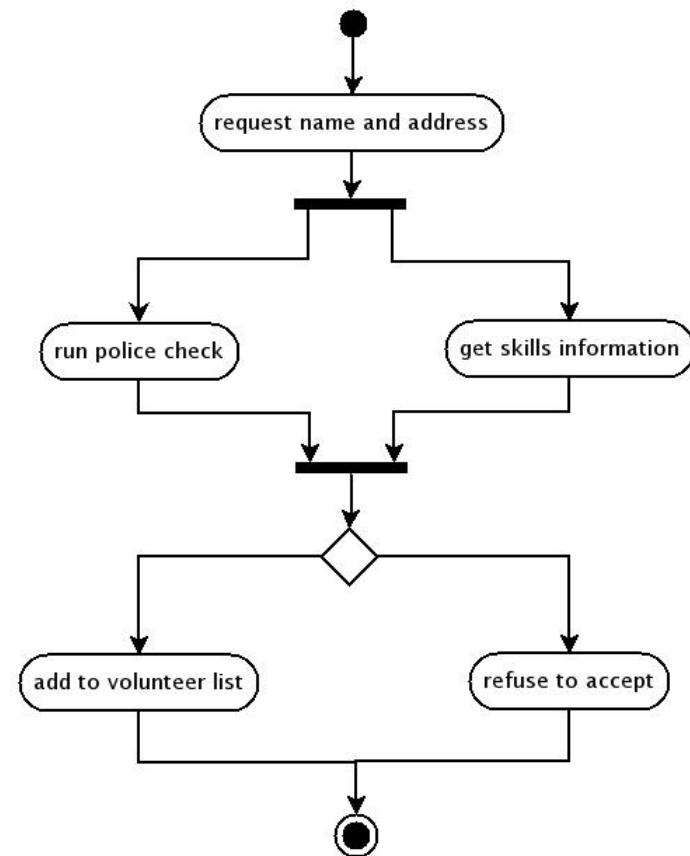 request name and address
run police check
get skills information
add to volunteer list
refuse to accept